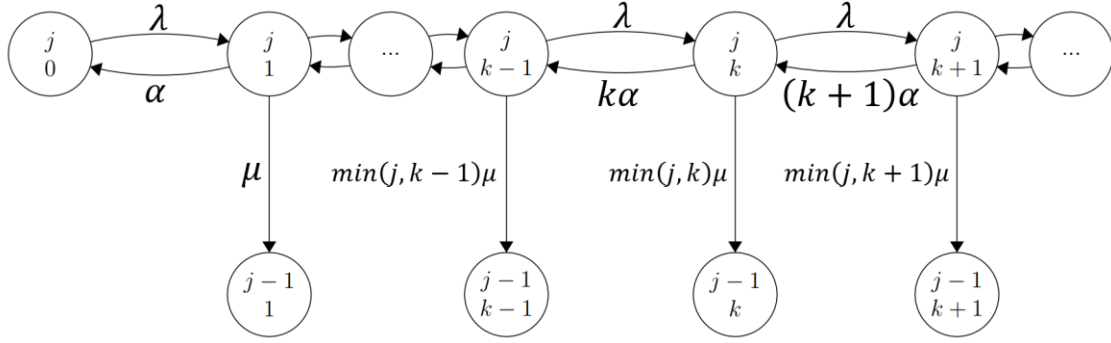 λ λ λ
j 0
j 1
...
j k − 1
j k
j k + 1
...
α kα (k + 1)α
μ min(j, k − 1)μ min(j, k)μ min(j, k + 1)μ
j − 1 1
j − 1 k − 1
j − 1 k
j − 1 k + 1